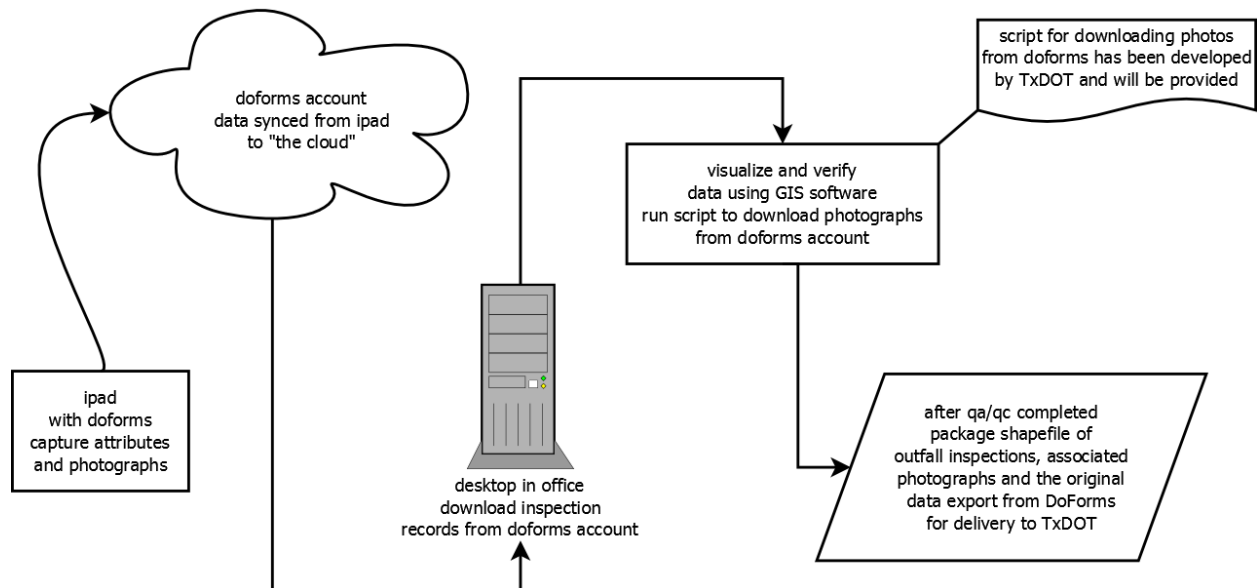 script for downloading photos
from doforms has been developed
by TxDOT and will be provided
doforms account
data synced from ipad
to "the cloud"
visualize and verify
data using GIS software
run script to download photographs
from doforms account
ipad
with doforms
capture attributes
and photographs
desktop in office
download inspection
records from doforms account
after qa/qc completed
package shapefile of
outfall inspections, associated
photographs and the original
data export from DoForms
for delivery to TxDOT